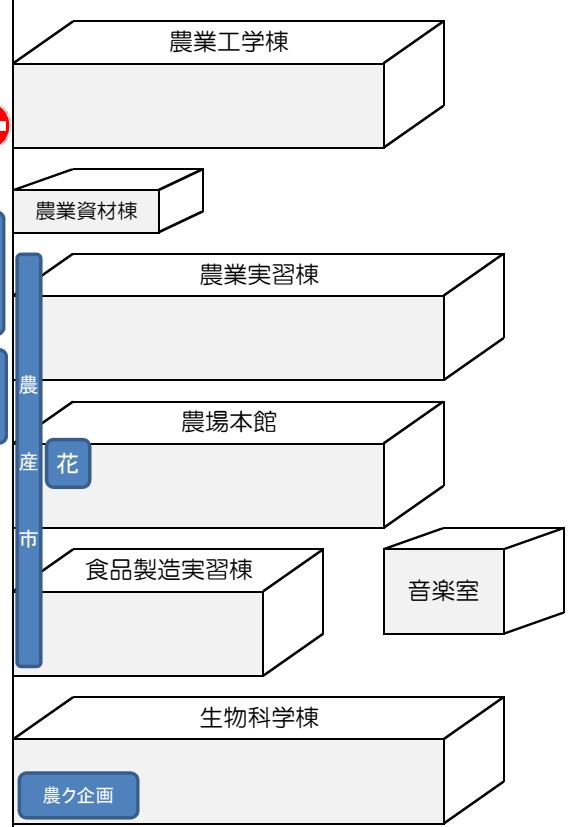 農業工学棟
農業資材棟
農業実習棟
農産市
農場本館
花
食品製造実習棟
音楽室
生物科学棟
農ク企画